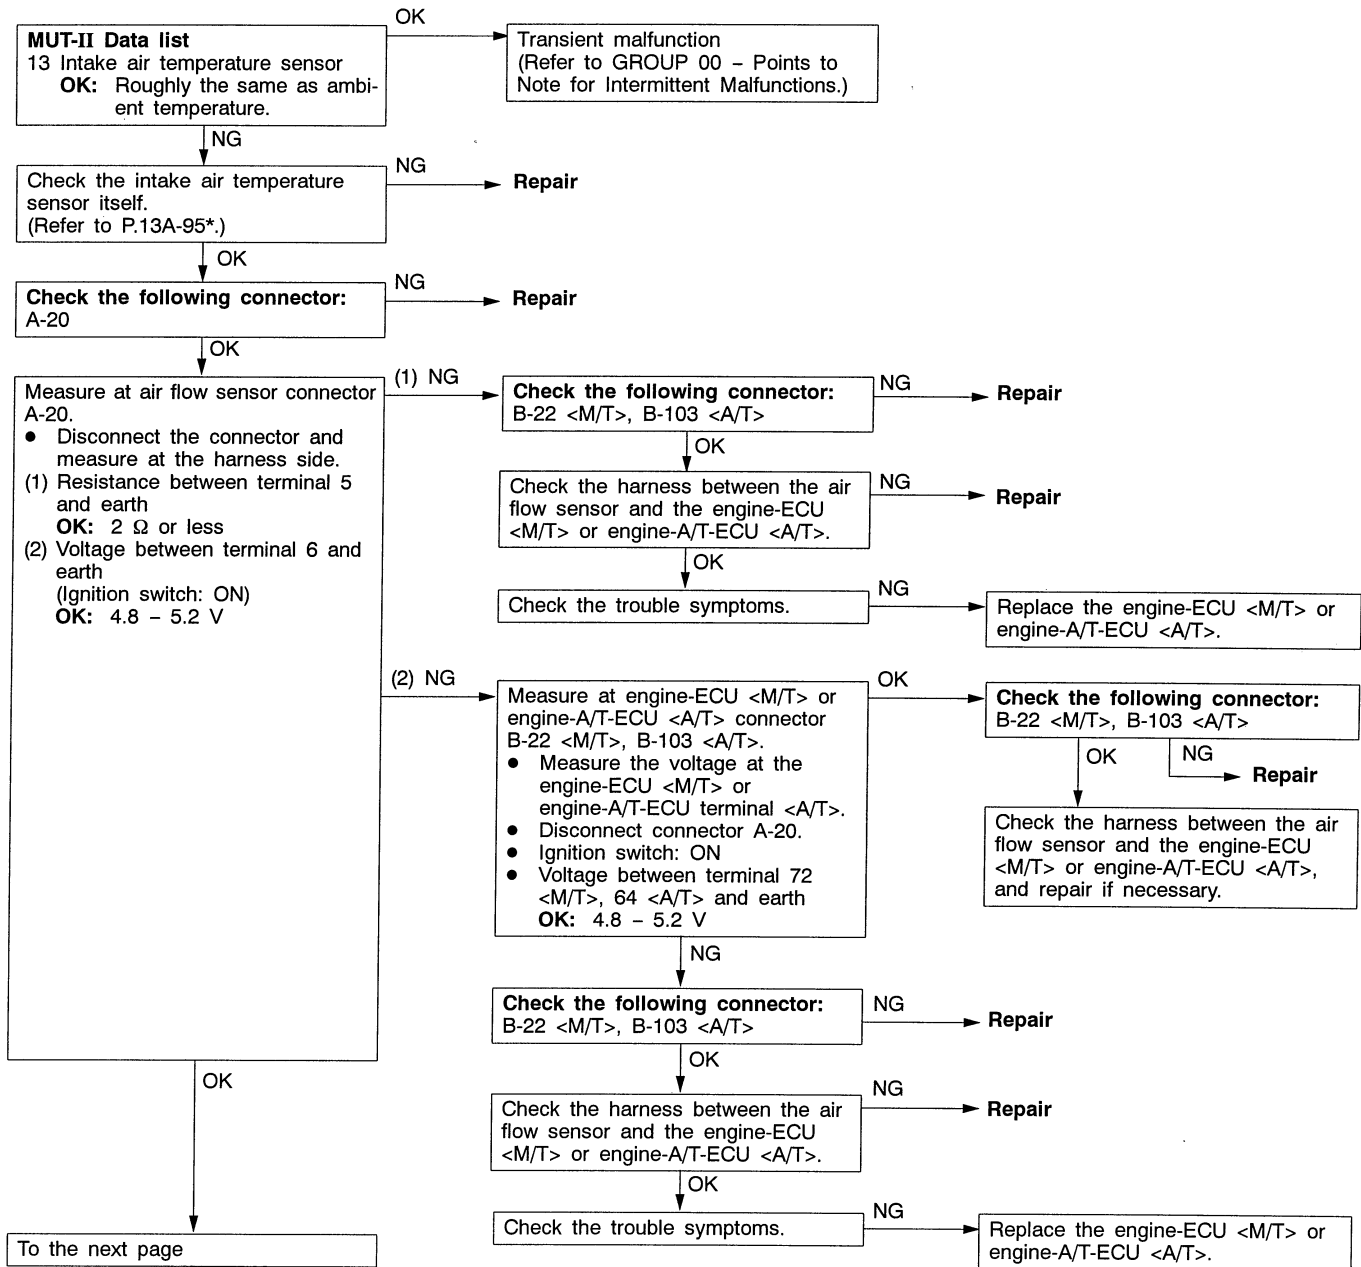 MUT-II Data list
13 Intake air temperature sensor
OK: Roughly the same as ambi-
ent temperature.
OK
Transient malfunction
(Refer to GROUP 00 – Points to
Note for Intermittent Malfunctions.)
NG
Check the intake air temperature
sensor itself.
(Refer to P.13A-95*.)
NG
Repair
OK
Check the following connector:
A-20
NG
Repair
OK
Measure at air flow sensor connector
A-20.
● Disconnect the connector and
measure at the harness side.
(1) Resistance between terminal 5
and earth
OK: 2 Ω or less
(2) Voltage between terminal 6 and
earth
(Ignition switch: ON)
OK: 4.8 – 5.2 V
(1) NG
Check the following connector:
B-22 <M/T>, B-103 <A/T>
NG
Repair
OK
Check the harness between the air
flow sensor and the engine-ECU
<M/T> or engine-A/T-ECU <A/T>.
NG
Repair
OK
Check the trouble symptoms.
NG
Replace the engine-ECU <M/T> or
engine-A/T-ECU <A/T>.
(2) NG
Measure at engine-ECU <M/T> or
engine-A/T-ECU <A/T> connector
B-22 <M/T>, B-103 <A/T>.
● Measure the voltage at the
engine-ECU <M/T> or
engine-A/T-ECU terminal <A/T>.
● Disconnect connector A-20.
● Ignition switch: ON
● Voltage between terminal 72
<M/T>, 64 <A/T> and earth
OK: 4.8 – 5.2 V
OK
Check the following connector:
B-22 <M/T>, B-103 <A/T>
OK
NG
Repair
Check the harness between the air
flow sensor and the engine-ECU
<M/T> or engine-A/T-ECU <A/T>,
and repair if necessary.
NG
Check the following connector:
B-22 <M/T>, B-103 <A/T>
NG
Repair
OK
Check the harness between the air
flow sensor and the engine-ECU
<M/T> or engine-A/T-ECU <A/T>.
NG
Repair
OK
Check the trouble symptoms.
NG
Replace the engine-ECU <M/T> or
engine-A/T-ECU <A/T>.
OK
To the next page